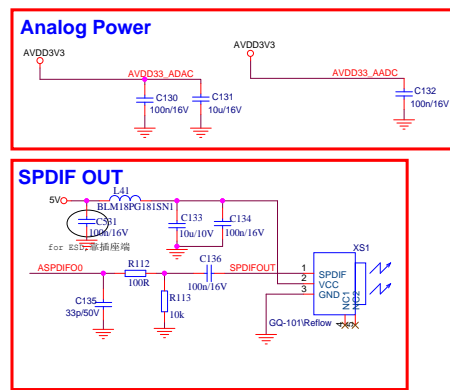 Analog Power
AVDD3V3
AVDD33_ADAC
C130
100n/16V
C131
10u/16V
AVDD3V3
AVDD33_AADC
C132
100n/16V
SPDIF OUT
L41
5V
BLM18PG181SN1
C531
100n/16V
for ESD,靠插座端
C133
10u/10V
C134
100n/16V
XS1
ASPDIFO0
R112
100R
C136
100n/16V
SPDIFOUT
1
2
3
SPDIF
VCC
GND
NC1
NC2
4
5
GQ-101\Reflow
C135
33p/50V
R113
10k